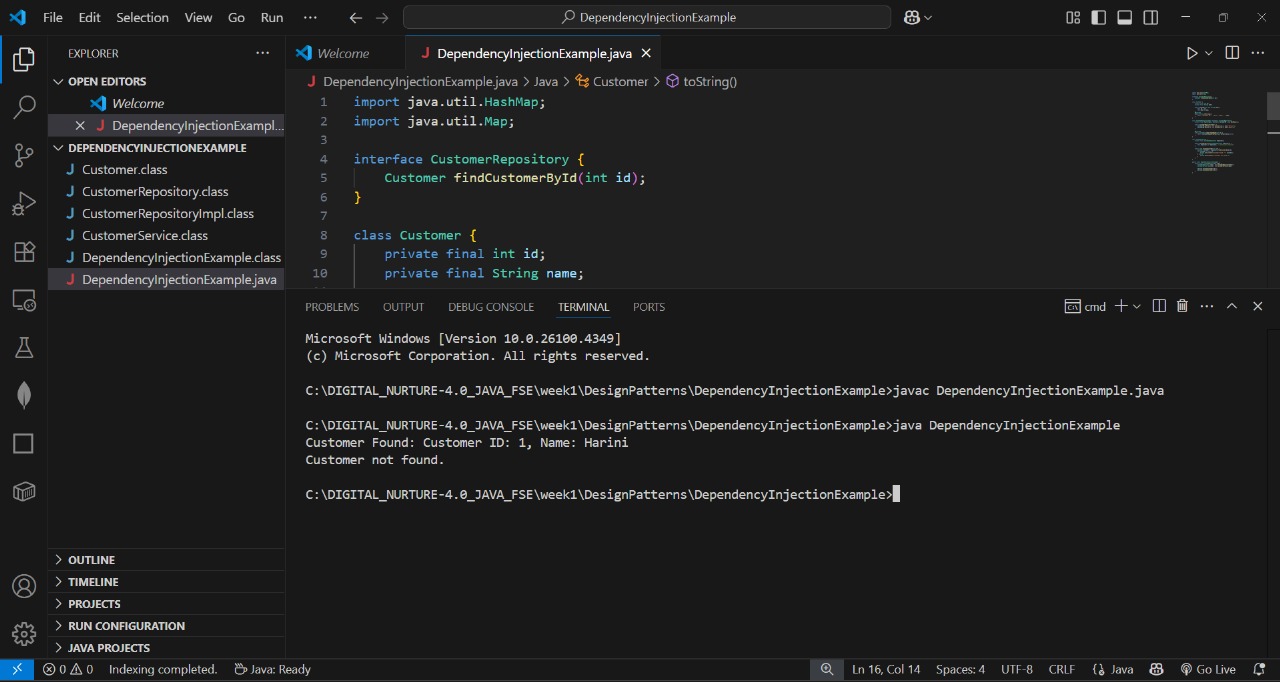 File Edit Selection View Go Run ··· DependencyInjectionExample
EXPLORER ···
OPEN EDITORS
Welcome
DependencyInjectionExampl...
DEPENDENCYINJECTIONEXAMPLE
J Customer.class
J CustomerRepository.class
J CustomerRepositoryImpl.class
J CustomerService.class
J DependencyInjectionExample.class
J DependencyInjectionExample.java
OUTLINE
TIMELINE
PROJECTS
RUN CONFIGURATION
JAVA PROJECTS
Welcome J DependencyInjectionExample.java
J DependencyInjectionExample.java > Java > Customer > toString()
1 import java.util.HashMap;
2 import java.util.Map;
3
4 interface CustomerRepository {
5 Customer findCustomerById(int id);
6 }
7
8 class Customer {
9 private final int id;
10 private final String name;
PROBLEMS OUTPUT DEBUG CONSOLE TERMINAL PORTS cmd
Microsoft Windows [Version 10.0.26100.4349]
(c) Microsoft Corporation. All rights reserved.
C:\DIGITAL_NURTURE-4.0_JAVA_FSE\week1\DesignPatterns\DependencyInjectionExample>javac DependencyInjectionExample.java
C:\DIGITAL_NURTURE-4.0_JAVA_FSE\week1\DesignPatterns\DependencyInjectionExample>java DependencyInjectionExample
Customer Found: Customer ID: 1, Name: Harini
Customer not found.
C:\DIGITAL_NURTURE-4.0_JAVA_FSE\week1\DesignPatterns\DependencyInjectionExample>
0 0 Indexing completed. Java: Ready Ln 16, Col 14 Spaces: 4 UTF-8 CRLF Java Go Live